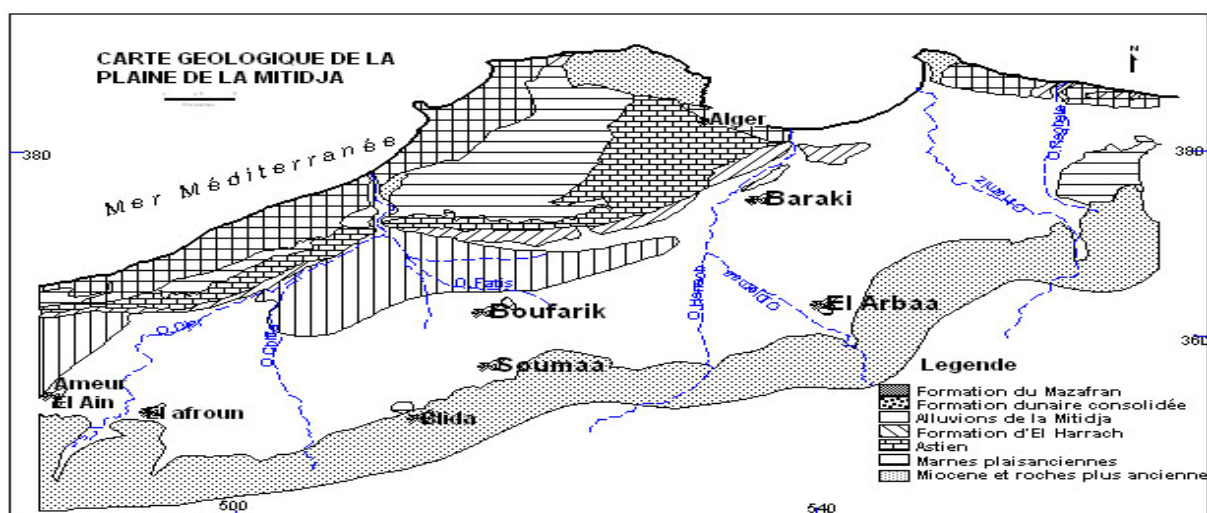 CARTE GEOLOGIQUE DE LA
PLAINE DE LA MITIDJA
N
Alger
380
380
Mer Méditerranée
O.Reghaia
O.Hamiz
Baraki
O.Fatis
Boufarik
O.Harrach
O.Djemaa
El Arbaa
O.Djer
O.Chiffa
360
Soumaa
Legende
Ameur
El Ain
El afroun
Blida
Formation du Mazafran
Formation dunaire consolidée
Alluvions de la Mitidja
Formation d'El Harrach
Astien
Marnes plaisanciennes
Miocene et roches plus ancienne
500
540